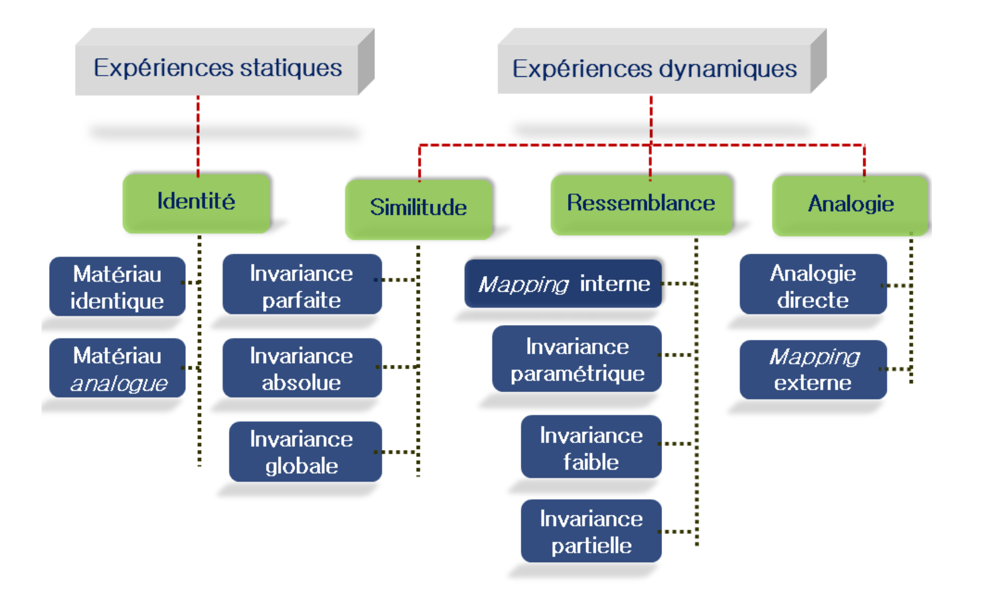 Expériences statiques
Expériences dynamiques
Identité
Similitude
Ressemblance
Analogie
Matériau
identique
Matériau
analogue
Invariance
parfaite
Invariance
absolue
Invariance
globale
Mapping interne
Invariance
paramétrique
Invariance
faible
Invariance
partielle
Analogie
directe
Mapping
externe